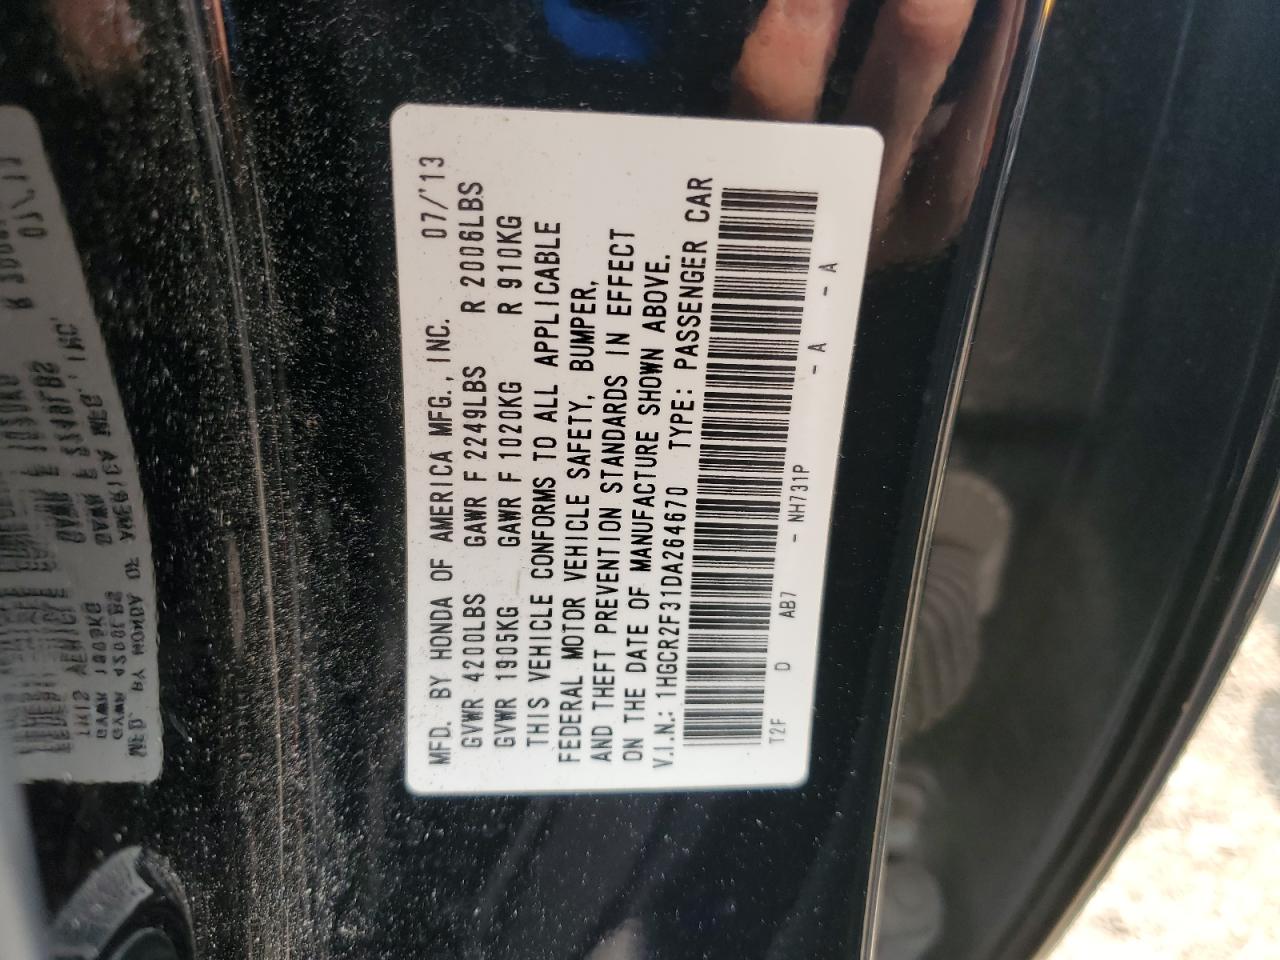 MFD. BY HONDA OF AMERICA MFG., INC. 07/'13
GVWR 4200LBS GAWR F 2249LBS R 2006LBS
GVWR 1905KG GAWR F 1020KG R 910KG
THIS VEHICLE CONFORMS TO ALL APPLICABLE
FEDERAL MOTOR VEHICLE SAFETY, BUMPER,
AND THEFT PREVENTION STANDARDS IN EFFECT
ON THE DATE OF MANUFACTURE SHOWN ABOVE.
V.I.N.: 1HGCR2F31DA264670 TYPE: PASSENGER CAR
T2F D AB7 - NH731P - A - A